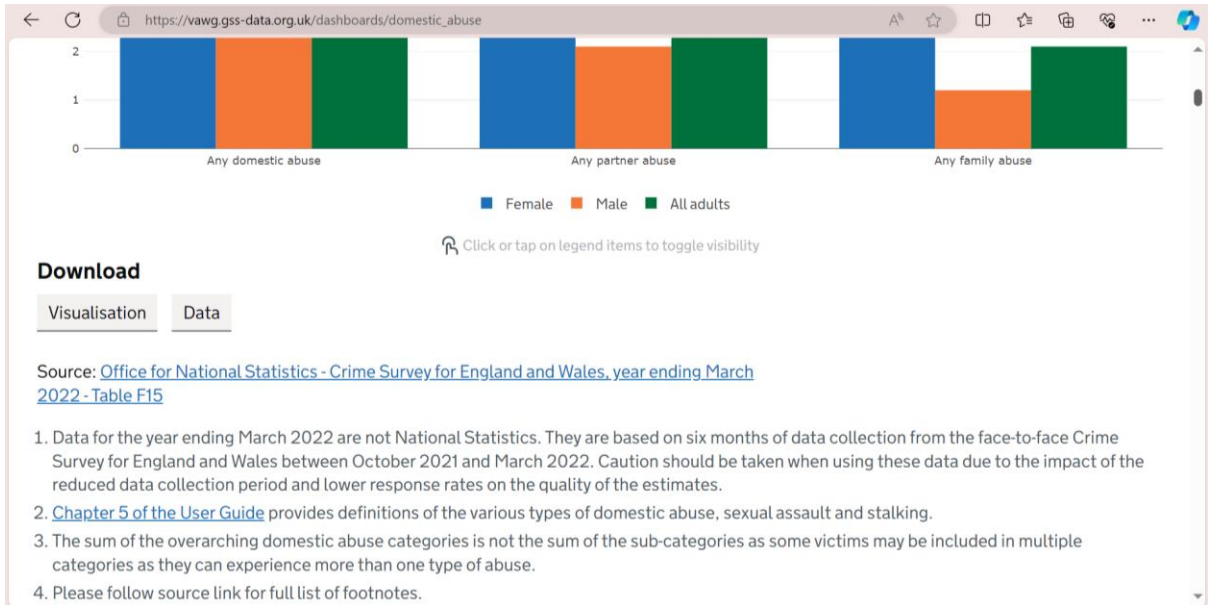 https://vawg.gss-data.org.uk/dashboards/domestic_abuse
2
1
0
Any domestic abuse Any partner abuse Any family abuse
Female Male All adults
Click or tap on legend items to toggle visibility
Download
Visualisation Data
Source: Office for National Statistics - Crime Survey for England and Wales, year ending March
2022 - Table F15
1. Data for the year ending March 2022 are not National Statistics. They are based on six months of data collection from the face-to-face Crime
Survey for England and Wales between October 2021 and March 2022. Caution should be taken when using these data due to the impact of the
reduced data collection period and lower response rates on the quality of the estimates.
2. Chapter 5 of the User Guide provides definitions of the various types of domestic abuse, sexual assault and stalking.
3. The sum of the overarching domestic abuse categories is not the sum of the sub-categories as some victims may be included in multiple
categories as they can experience more than one type of abuse.
4. Please follow source link for full list of footnotes.